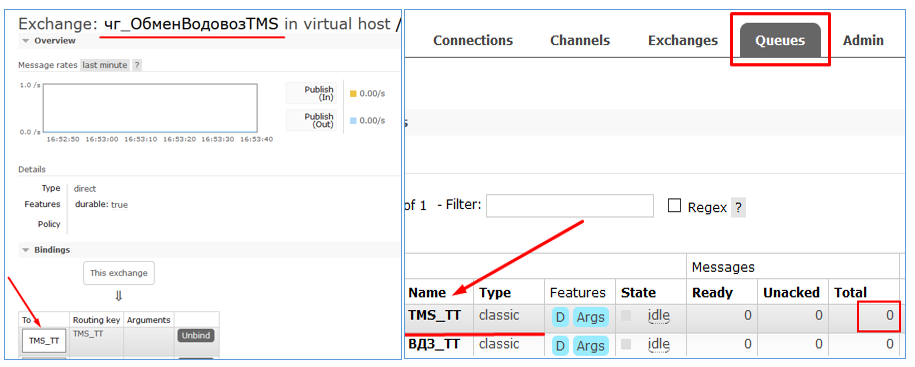 Exchange: чг_ОбменВодовозTMS in virtual host /
Overview
Message rates last minute ?
1.0 /s
0.0 /s
16:52:50 16:53:00 16:53:10 16:53:20 16:53:30 16:53:40
Publish (In) 0.00/s
Publish (Out) 0.00/s
Details
Type direct
Features durable: true
Policy
Bindings
This exchange
⇓
To Routing key Arguments
TMS_TT TMS_TT Unbind
Connections Channels Exchanges Queues Admin
of 1 - Filter: Regex ?
Messages
Name Type Features State Ready Unacked Total
TMS_TT classic D Args idle 0 0 0
ВДЗ_TT classic D Args idle 0 0 0